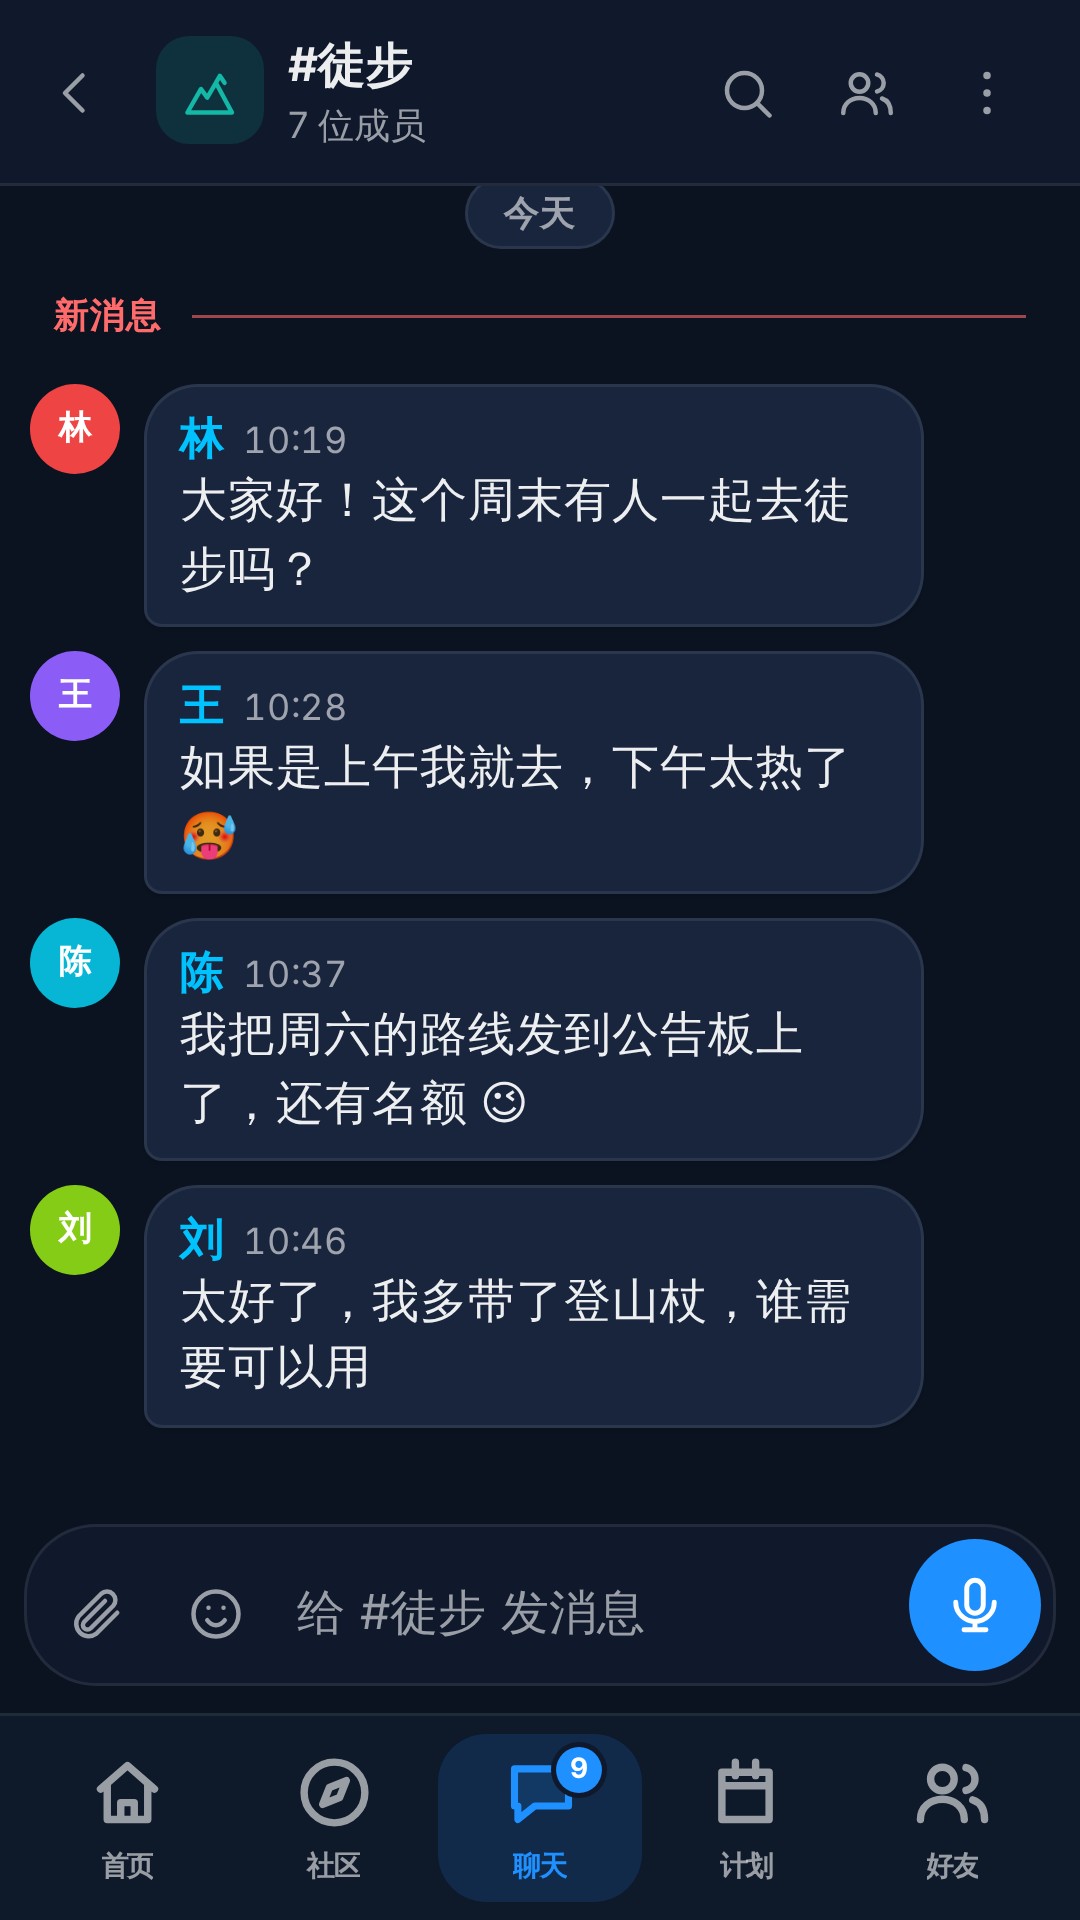 #徒步
7 位成员
今天
新消息
林
林 10:19
大家好！这个周末有人一起去徒
步吗？
王
王 10:28
如果是上午我就去，下午太热了
🥵
陈
陈 10:37
我把周六的路线发到公告板上
了，还有名额 😉
刘
刘 10:46
太好了，我多带了登山杖，谁需
要可以用
给 #徒步 发消息
9
首页
社区
聊天
计划
好友